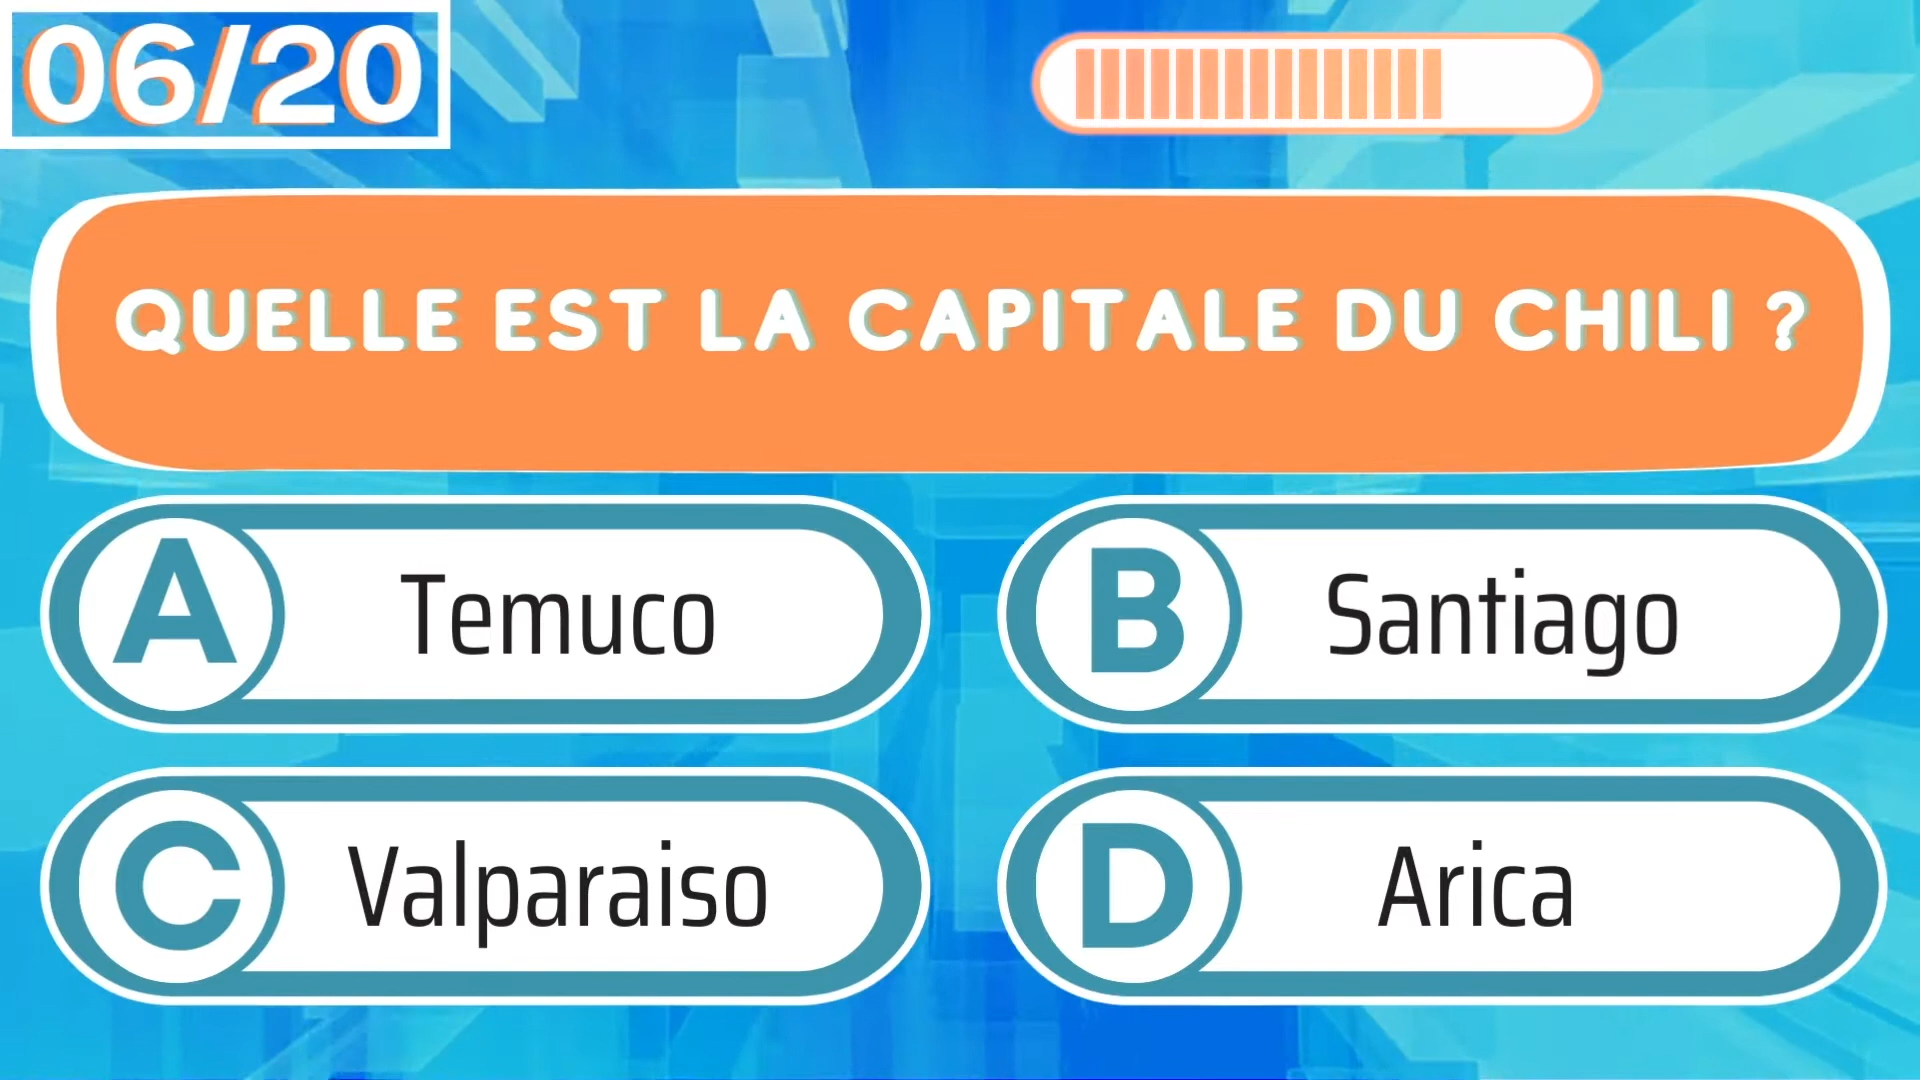 06/20
QUELLE EST LA CAPITALE DU CHILI ?
A Temuco
B Santiago
C Valparaiso
D Arica